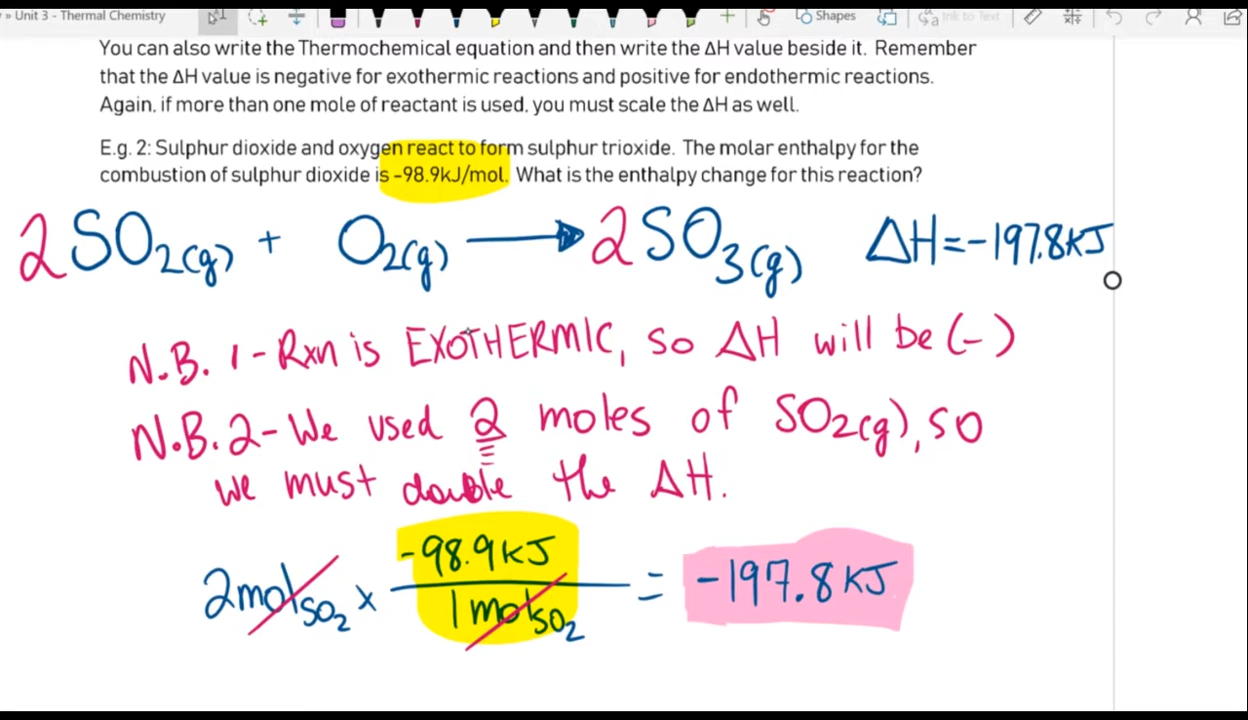 » Unit 3 - Thermal Chemistry
Shapes
Ink to Text
You can also write the Thermochemical equation and then write the ΔH value beside it. Remember
that the ΔH value is negative for exothermic reactions and positive for endothermic reactions.
Again, if more than one mole of reactant is used, you must scale the ΔH as well.
E.g. 2: Sulphur dioxide and oxygen react to form sulphur trioxide. The molar enthalpy for the
combustion of sulphur dioxide is -98.9kJ/mol. What is the enthalpy change for this reaction?
2SO2(g) + O2(g) → 2SO3(g) ΔH=-197.8KJ
N.B. 1 - Rxn is EXOTHERMIC, so ΔH will be (-)
N.B. 2 - We used 2 moles of SO2(g), so
we must double the ΔH.
-98.9KJ
2molSO2 x = -197.8KJ
1molSO2